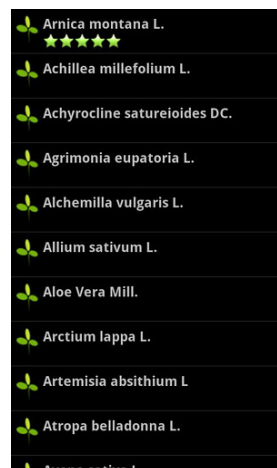 Arnica montana L.
Achillea millefolium L.
Achyrocline satureioides DC.
Agrimonia eupatoria L.
Alchemilla vulgaris L.
Allium sativum L.
Aloe Vera Mill.
Arctium lappa L.
Artemisia absithium L
Atropa belladonna L.